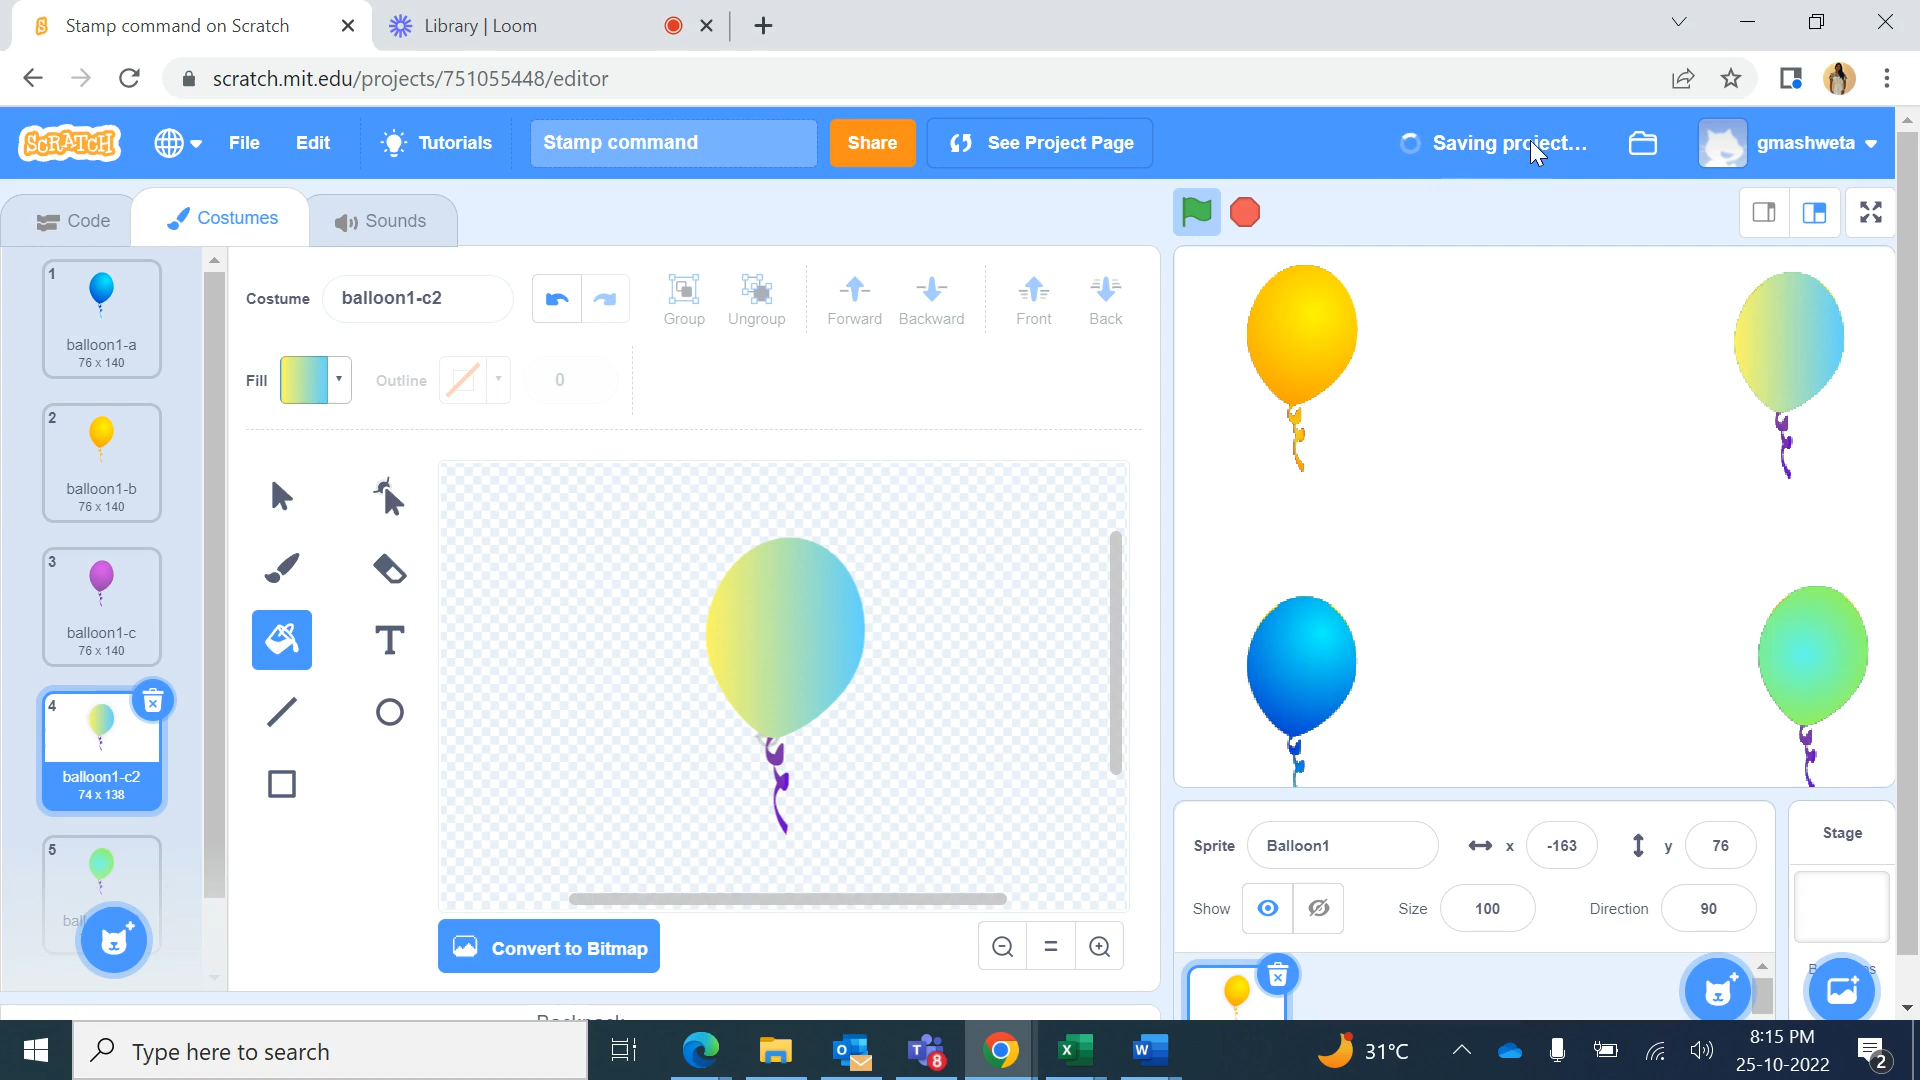 Stamp command on Scratch
Library | Loom
scratch.mit.edu/projects/751055448/editor
SCRATCH
File
Edit
Tutorials
Stamp command
Share
See Project Page
Saving project...
gmashweta
Code
Costumes
Sounds
1
balloon1-a
76 x 140
2
balloon1-b
76 x 140
3
balloon1-c
76 x 140
4
balloon1-c2
74 x 138
5
Costume
balloon1-c2
Group
Ungroup
Forward
Backward
Front
Back
Fill
Outline
0
T
Convert to Bitmap
Sprite
Balloon1
x
-163
y
76
Show
Size
100
Direction
90
Stage
Type here to search
8
31°C
8:15 PM
25-10-2022
2